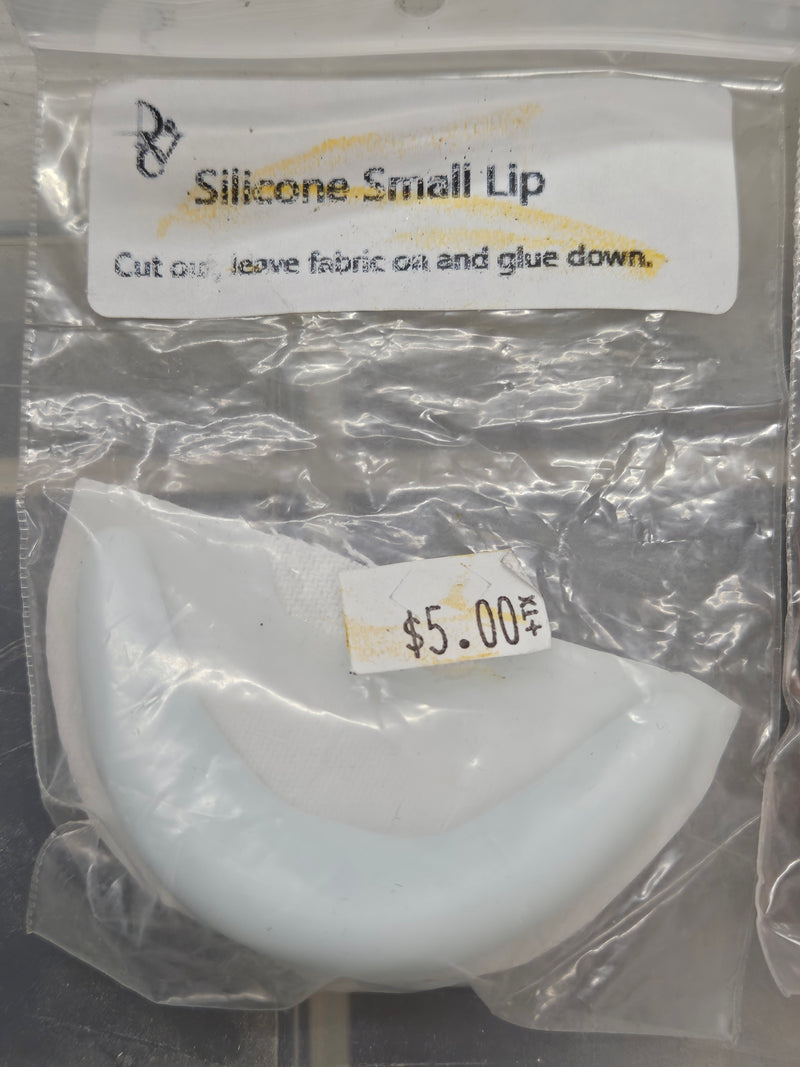 Silicone Small Lip
Cut out, leave fabric on and glue down.
$5.00